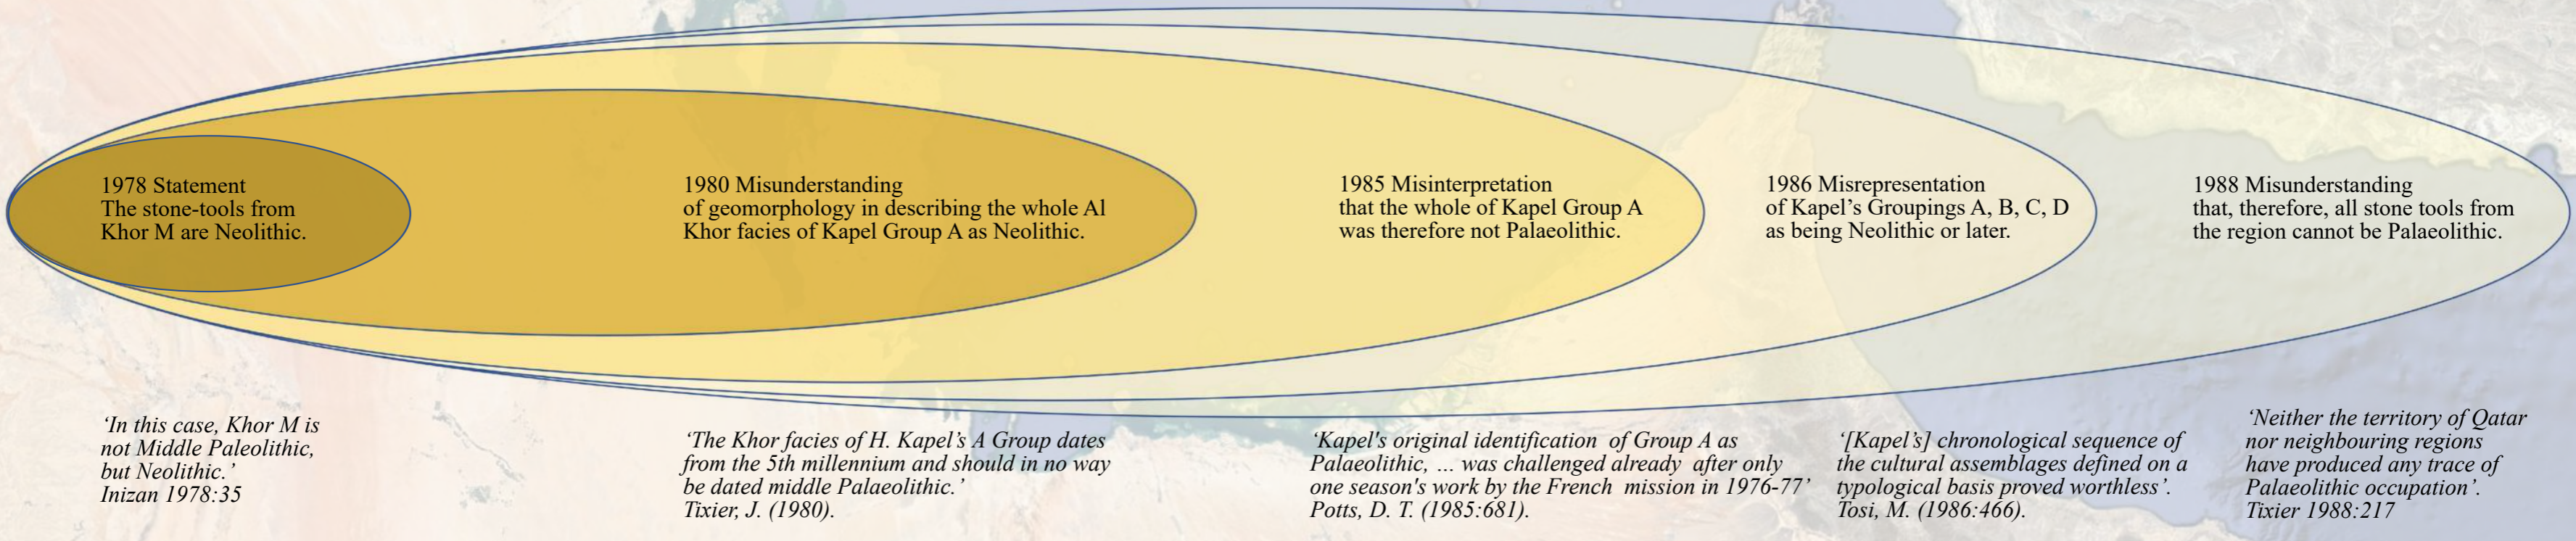 1978 Statement
The stone-tools from
Khor M are Neolithic.
1980 Misunderstanding
of geomorphology in describing the whole Al
Khor facies of Kapel Group A as Neolithic.
1985 Misinterpretation
that the whole of Kapel Group A
was therefore not Palaeolithic.
1986 Misrepresentation
of Kapel’s Groupings A, B, C, D
as being Neolithic or later.
1988 Misunderstanding
that, therefore, all stone tools from
the region cannot be Palaeolithic.
‘In this case, Khor M is
not Middle Paleolithic,
but Neolithic.’
Inizan 1978:35
‘The Khor facies of H. Kapel’s A Group dates
from the 5th millennium and should in no way
be dated middle Palaeolithic.’
Tixier, J. (1980).
‘Kapel's original identification of Group A as
Palaeolithic, ... was challenged already after only
one season's work by the French mission in 1976-77’
Potts, D. T. (1985:681).
‘[Kapel’s] chronological sequence of
the cultural assemblages defined on a
typological basis proved worthless’.
Tosi, M. (1986:466).
‘Neither the territory of Qatar
nor neighbouring regions
have produced any trace of
Palaeolithic occupation’.
Tixier 1988:217